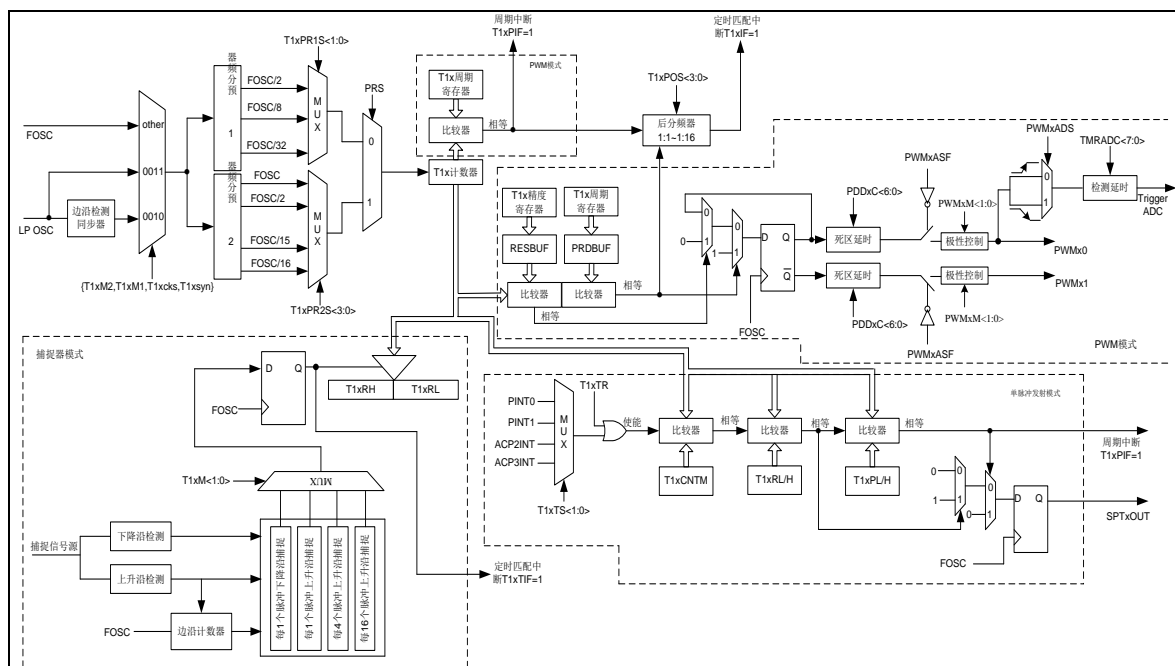 周期中断
T1xPIF=1
定时匹配中
断T1xIF=1
T1xPR1S<1:0>
PWM模式
T1x周期
寄存器
比较器
相等
T1x计数器
T1xPOS<3:0>
后分频器
1:1~1:16
PRS
0
1
器频分预
1
FOSC/2
FOSC/8
FOSC/32
MUX
器频分预
2
FOSC
FOSC/2
FOSC/15
FOSC/16
MUX
T1xPR2S<3:0>
FOSC
other
0011
0010
LP OSC
边沿检测
同步器
{T1xM2,T1xM1,T1xcks,T1xsyn}
T1x精度
寄存器
T1x周期
寄存器
RESBUF
PRDBUF
比较器
比较器
相等
相等
0
0
1
0
1
1
D
Q
Q
FOSC
PDDxC<6:0>
死区延时
死区延时
PDDxC<6:0>
PWMxASF
PWMxASF
PWMxM<1:0>
极性控制
极性控制
PWMxM<1:0>
PWMxADS
0
1
TMRADC<7:0>
检测延时
Trigger
ADC
PWMx0
PWMx1
PWM模式
捕捉器模式
D
Q
FOSC
T1xRH
T1xRL
T1xM<1:0>
MUX
捕捉信号源
下降沿检测
上升沿检测
FOSC
边沿计数器
每1个脉冲下降沿捕捉
每1个脉冲上升沿捕捉
每4个脉冲上升沿捕捉
每16个脉冲上升沿捕捉
定时匹配中
断T1xTIF=1
单脉冲发射模式
T1xTR
PINT0
PINT1
ACP2INT
ACP3INT
MUX
T1xTS<1:0>
使能
比较器
相等
比较器
相等
比较器
相等
T1xCNTM
T1xRL/H
T1xPL/H
周期中断
T1xPIF=1
0
0
1
1
0
0
1
D
Q
FOSC
SPTxOUT